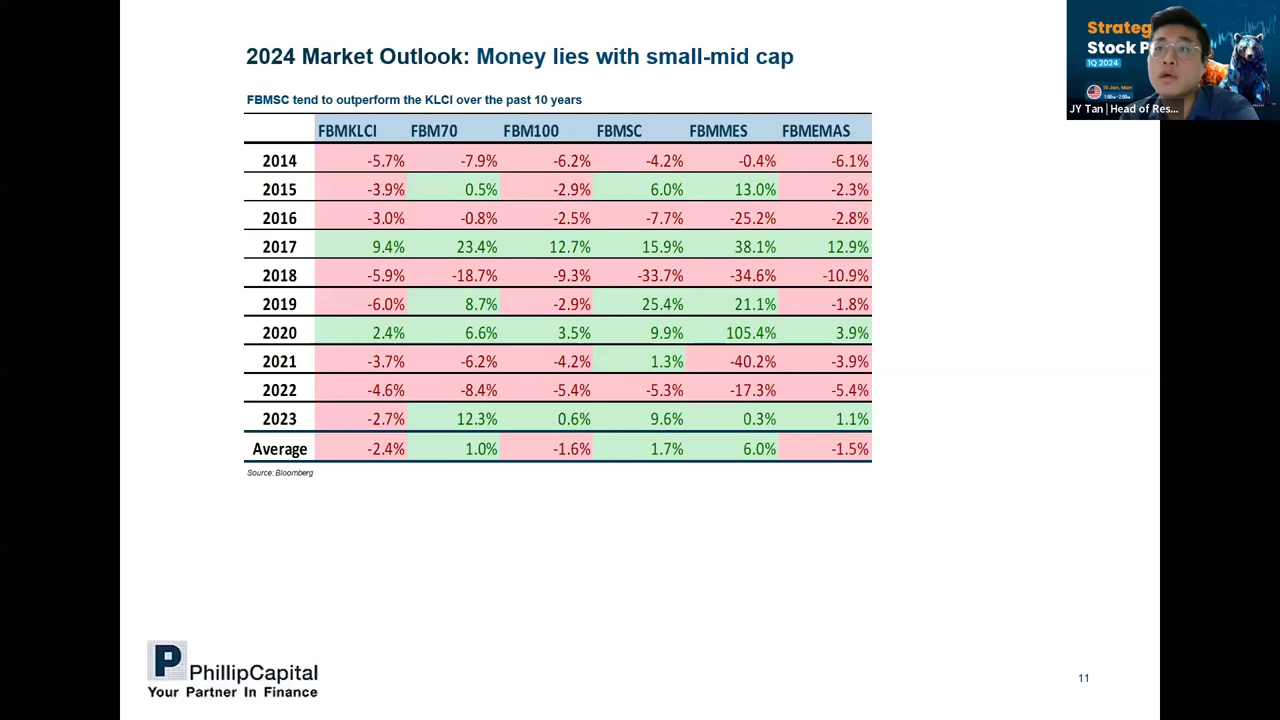 2024 Market Outlook: Money lies with small-mid cap
FBMSC tend to outperform the KLCI over the past 10 years
FBMKLCI FBM70 FBM100 FBMSC FBMMES FBMEMAS
2014 -5.7% -7.9% -6.2% -4.2% -0.4% -6.1%
2015 -3.9% 0.5% -2.9% 6.0% 13.0% -2.3%
2016 -3.0% -0.8% -2.5% -7.7% -25.2% -2.8%
2017 9.4% 23.4% 12.7% 15.9% 38.1% 12.9%
2018 -5.9% -18.7% -9.3% -33.7% -34.6% -10.9%
2019 -6.0% 8.7% -2.9% 25.4% 21.1% -1.8%
2020 2.4% 6.6% 3.5% 9.9% 105.4% 3.9%
2021 -3.7% -6.2% -4.2% 1.3% -40.2% -3.9%
2022 -4.6% -8.4% -5.4% -5.3% -17.3% -5.4%
2023 -2.7% 12.3% 0.6% 9.6% 0.3% 1.1%
Average -2.4% 1.0% -1.6% 1.7% 6.0% -1.5%
Source: Bloomberg
Strateg
Stock P
1Q 2024
JY Tan | Head of Res...
P
PhillipCapital
Your Partner In Finance
11